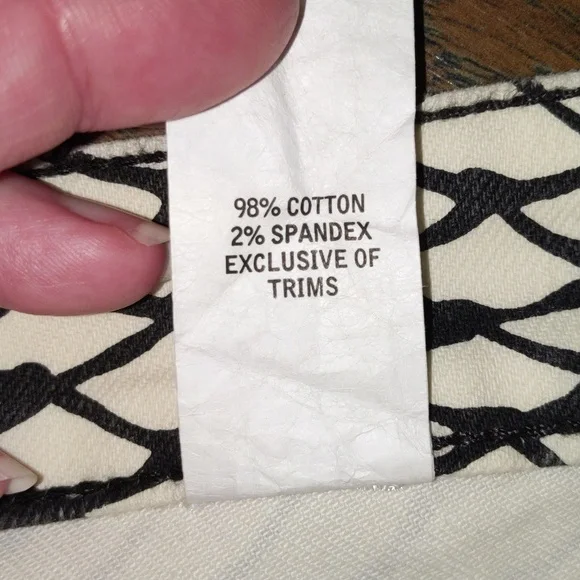 98% COTTON
2% SPANDEX
EXCLUSIVE OF
TRIMS